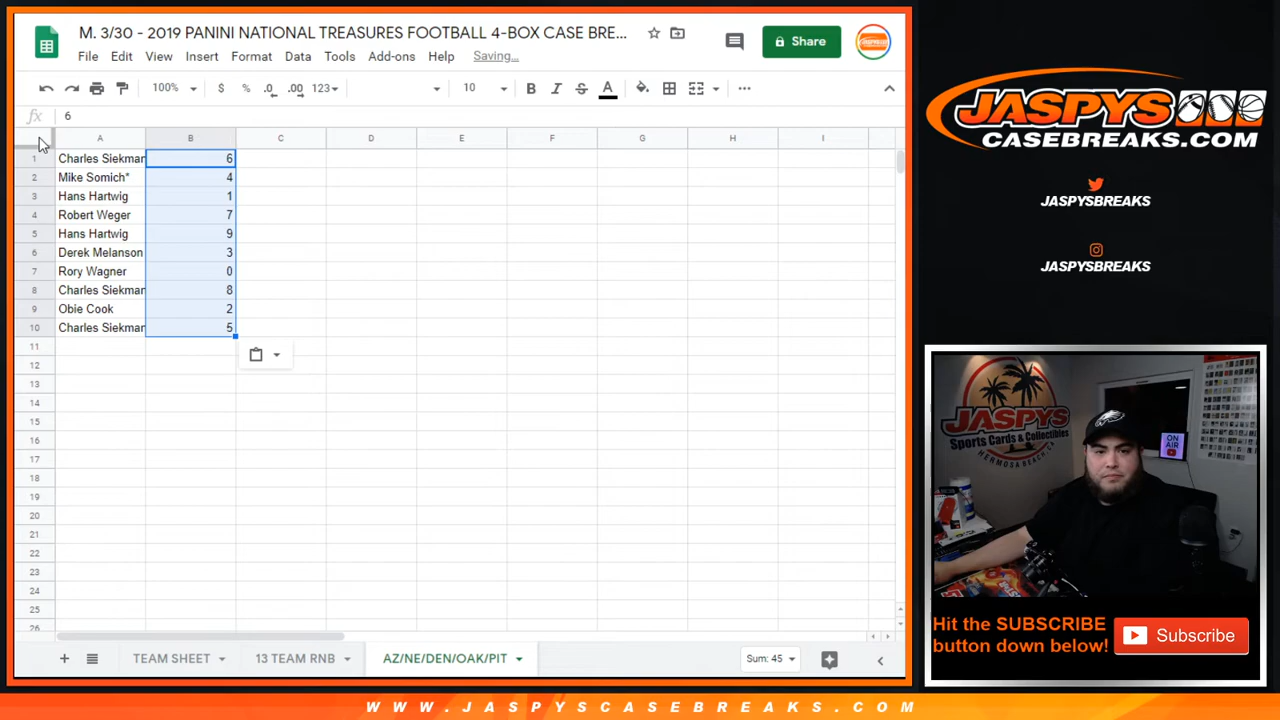 M. 3/30 - 2019 PANINI NATIONAL TREASURES FOOTBALL 4-BOX CASE BRE...
Share
File Edit View Insert Format Data Tools Add-ons Help Saving...
100% $ % .0 .00 123 10 B I S A
fx 6
A B C D E F G H I
1 Charles Siekman 6
2 Mike Somich* 4
3 Hans Hartwig 1
4 Robert Weger 7
5 Hans Hartwig 9
6 Derek Melanson 3
7 Rory Wagner 0
8 Charles Siekman 8
9 Obie Cook 2
10 Charles Siekman 5
11
12
13
14
15
16
17
18
19
20
21
22
23
24
25
26
+ TEAM SHEET 13 TEAM RNB AZ/NE/DEN/OAK/PIT Sum: 45
JASPYS
CASEBREAKS.COM
JASPYSBREAKS
JASPYSBREAKS
JASPYS
Sports Cards & Collectibles
HERMOSA BEACH, CA
ON
AIR
Hit the SUBSCRIBE
button down below!
Subscribe
WWW.JASPYSCASEBREAKS.COM